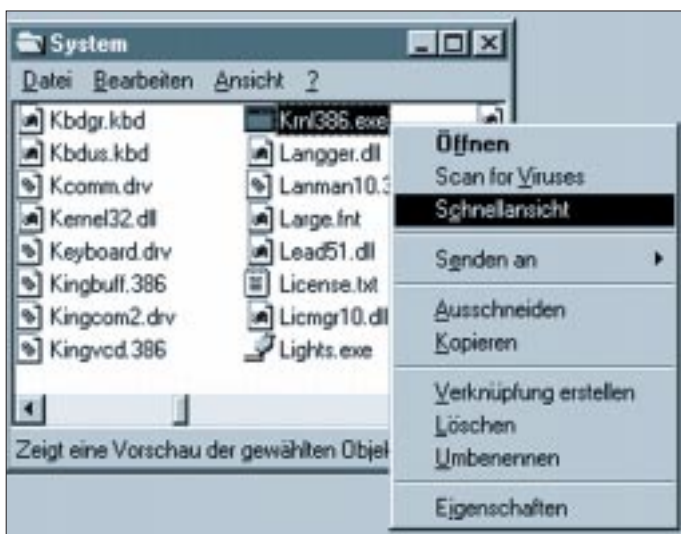 System
Datei Bearbeiten Ansicht ?
Kbdgr.kbd
Kbdus.kbd
Kcomm.drv
Kernel32.dll
Keyboard.drv
Kingbuff.386
Kingcom2.drv
Kingvcd.386
Krnl386.exe
Langger.dll
Lanman10.3
Large.fnt
Lead51.dll
License.txt
Licmgr10.dll
Lights.exe
Zeigt eine Vorschau der gewählten Objek
Öffnen
Scan for Viruses
Schnellansicht
Senden an
Ausschneiden
Kopieren
Verknüpfung erstellen
Löschen
Umbenennen
Eigenschaften